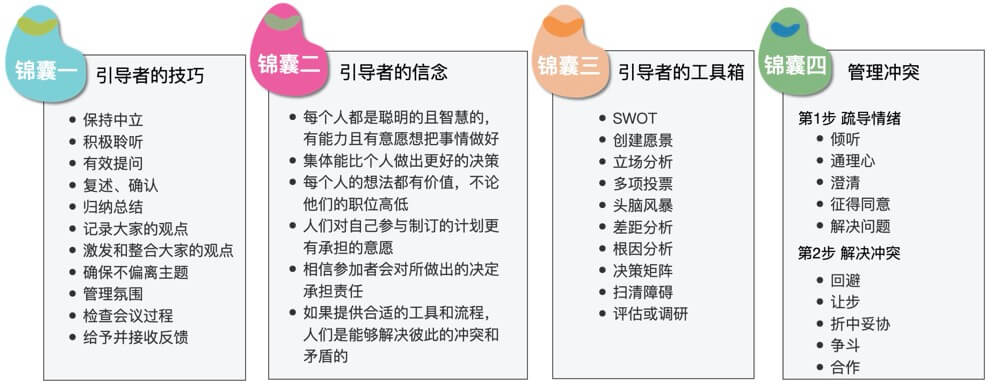 锦囊一
引导者的技巧
保持中立
积极聆听
有效提问
复述、确认
归纳总结
记录大家的观点
激发和整合大家的观点
确保不偏离主题
管理氛围
检查会议过程
给予并接收反馈
锦囊二
引导者的信念
每个人都是聪明的且智慧的，
有能力且有意愿想把事情做好
集体能比个人做出更好的决策
每个人的想法都有价值，不论
他们的职位高低
人们对自己参与制订的计划更
有承担的意愿
相信参加者会对所做出的决定
承担责任
如果提供合适的工具和流程，
人们是能够解决彼此的冲突和
矛盾的
锦囊三
引导者的工具箱
SWOT
创建愿景
立场分析
多项投票
头脑风暴
差距分析
根因分析
决策矩阵
扫清障碍
评估或调研
锦囊四
管理冲突
第1步 疏导情绪
倾听
通理心
澄清
征得同意
解决问题
第2步 解决冲突
回避
让步
折中妥协
争斗
合作